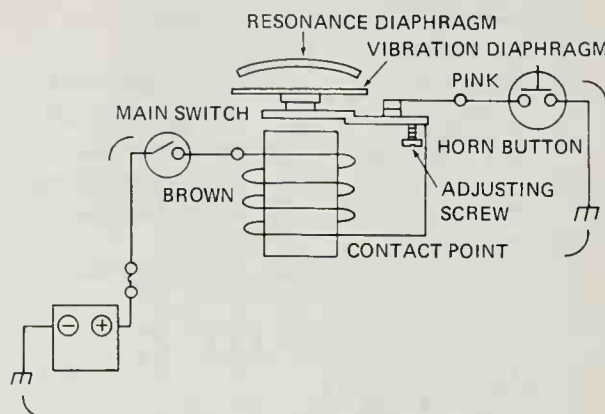 RESONANCE DIAPHRAGM
VIBRATION DIAPHRAGM
PINK
MAIN SWITCH
HORN BUTTON
BROWN
ADJUSTING
SCREW
CONTACT POINT
− +